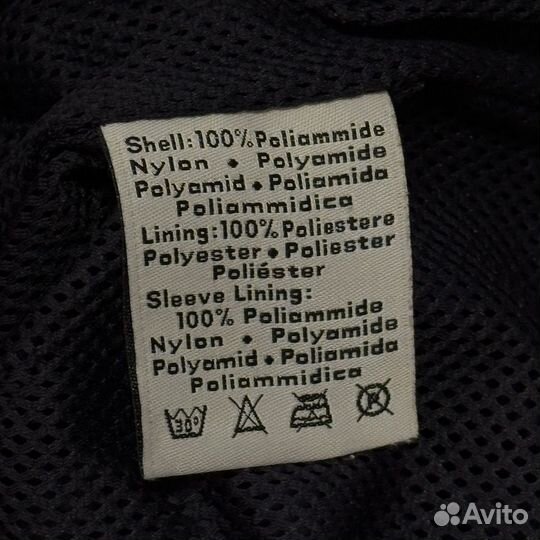 Shell:100%Poliammide
Nylon • Polyamide
Polyamid • Poliamida
Poliammidica
Lining:100%Poliestere
Polyester • Poliester
Poliéster
Sleeve Lining:
100% Poliammide
Nylon • Polyamide
Polyamid • Poliamida
Poliammidica
30°
Avito